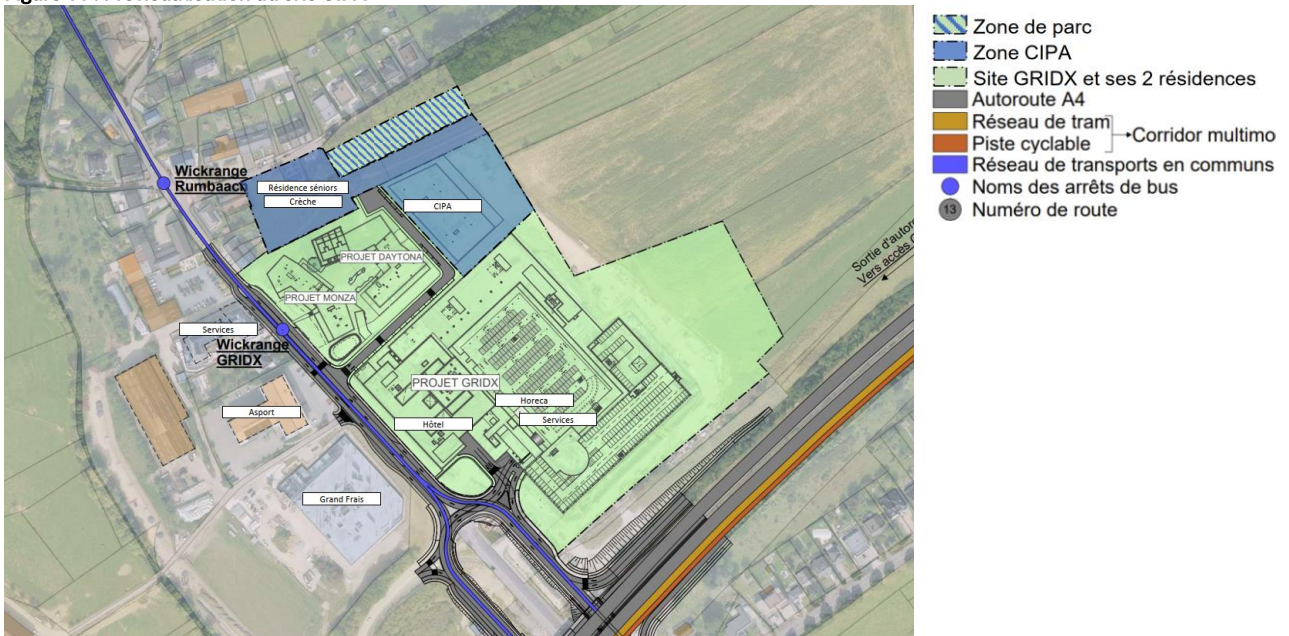 Wickrange
Rumbaach
Résidence séniors
Crèche
CIPA
PROJET DAYTONA
PROJET MONZA
Services
Wickrange
GRIDX
PROJET GRIDX
Horeca
Services
Hôtel
Asport
Grand Frais
Sortie d'autor
Vers accès
Zone de parc
Zone CIPA
Site GRIDX et ses 2 résidences
Autoroute A4
Réseau de tram
Piste cyclable
Corridor multimo
Réseau de transports en communs
Noms des arrêts de bus
13 Numéro de route